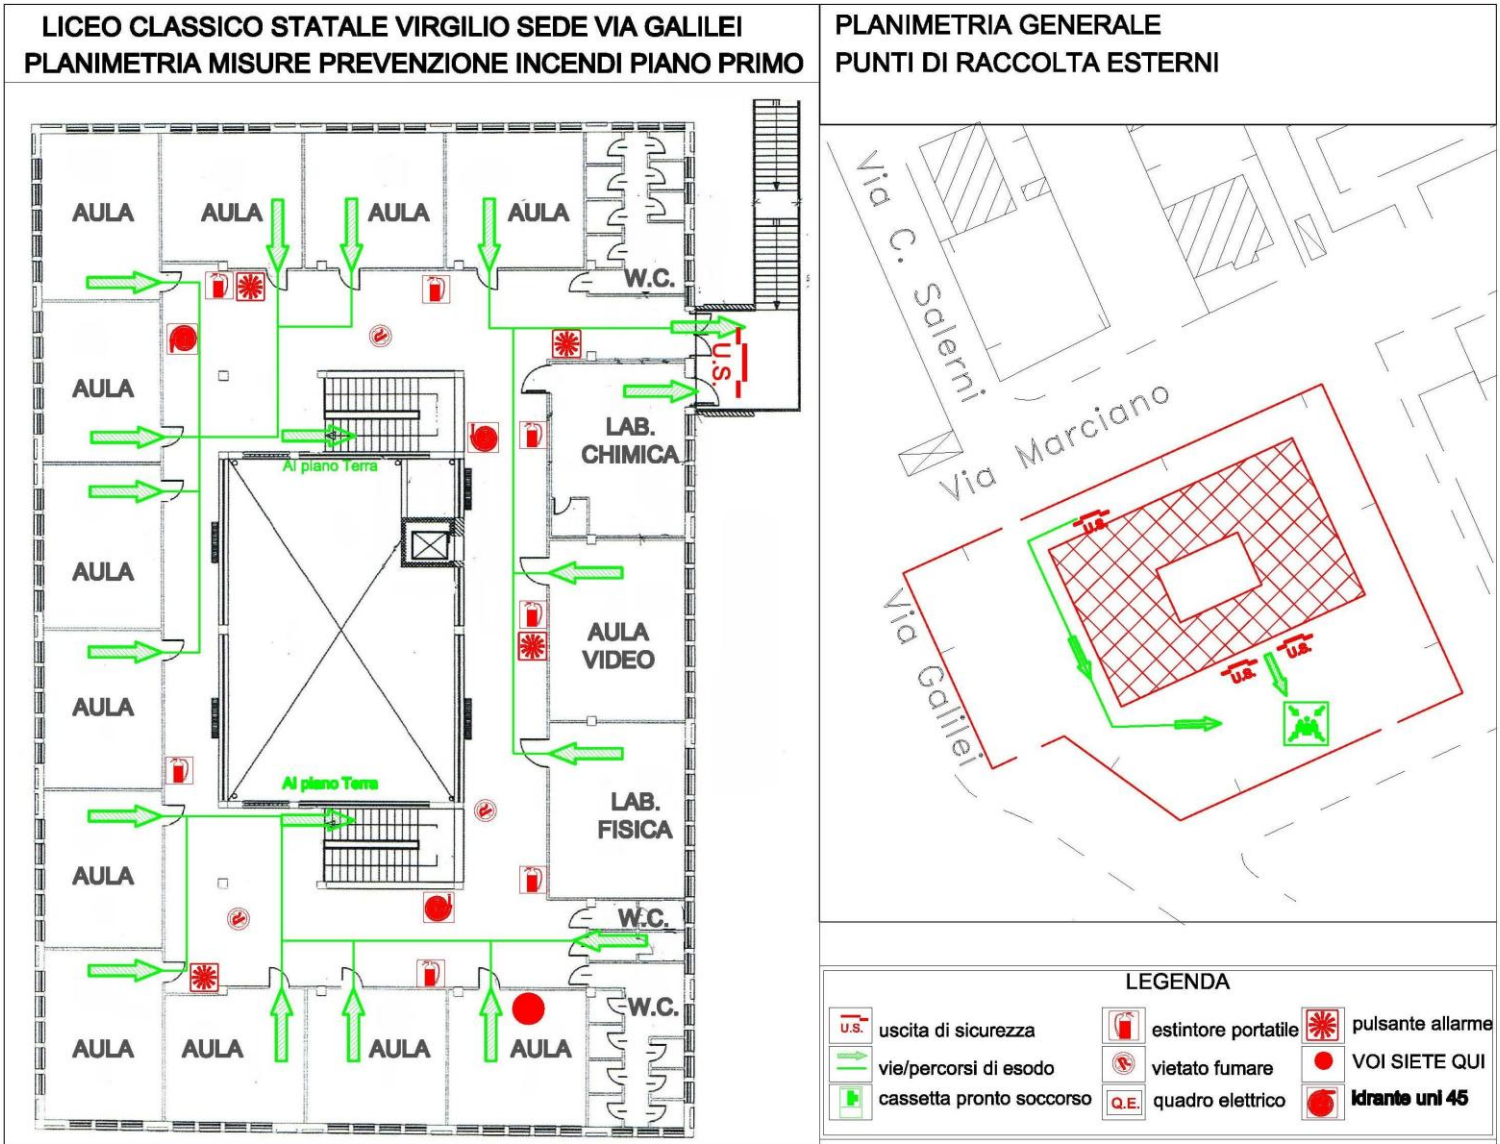 LICEO CLASSICO STATALE VIRGILIO SEDE VIA GALILEI
PLANIMETRIA MISURE PREVENZIONE INCENDI PIANO PRIMO
AULA
AULA
AULA
AULA
W.C.
U.S.
AULA
LAB.
CHIMICA
Al piano Terra
AULA
AULA
VIDEO
AULA
Al piano Terra
LAB.
FISICA
AULA
W.C.
W.C.
AULA
AULA
AULA
AULA
PLANIMETRIA GENERALE
PUNTI DI RACCOLTA ESTERNI
Via C. Salerni
Via Marciano
Via Galilei
U.S.
U.S.
U.S.
LEGENDA
U.S. uscita di sicurezza
vie/percorsi di esodo
cassetta pronto soccorso
estintore portatile
vietato fumare
Q.E. quadro elettrico
pulsante allarme
VOI SIETE QUI
Idrante uni 45